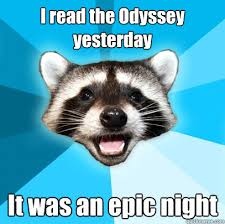 I read the Odyssey
yesterday
It was an epic night